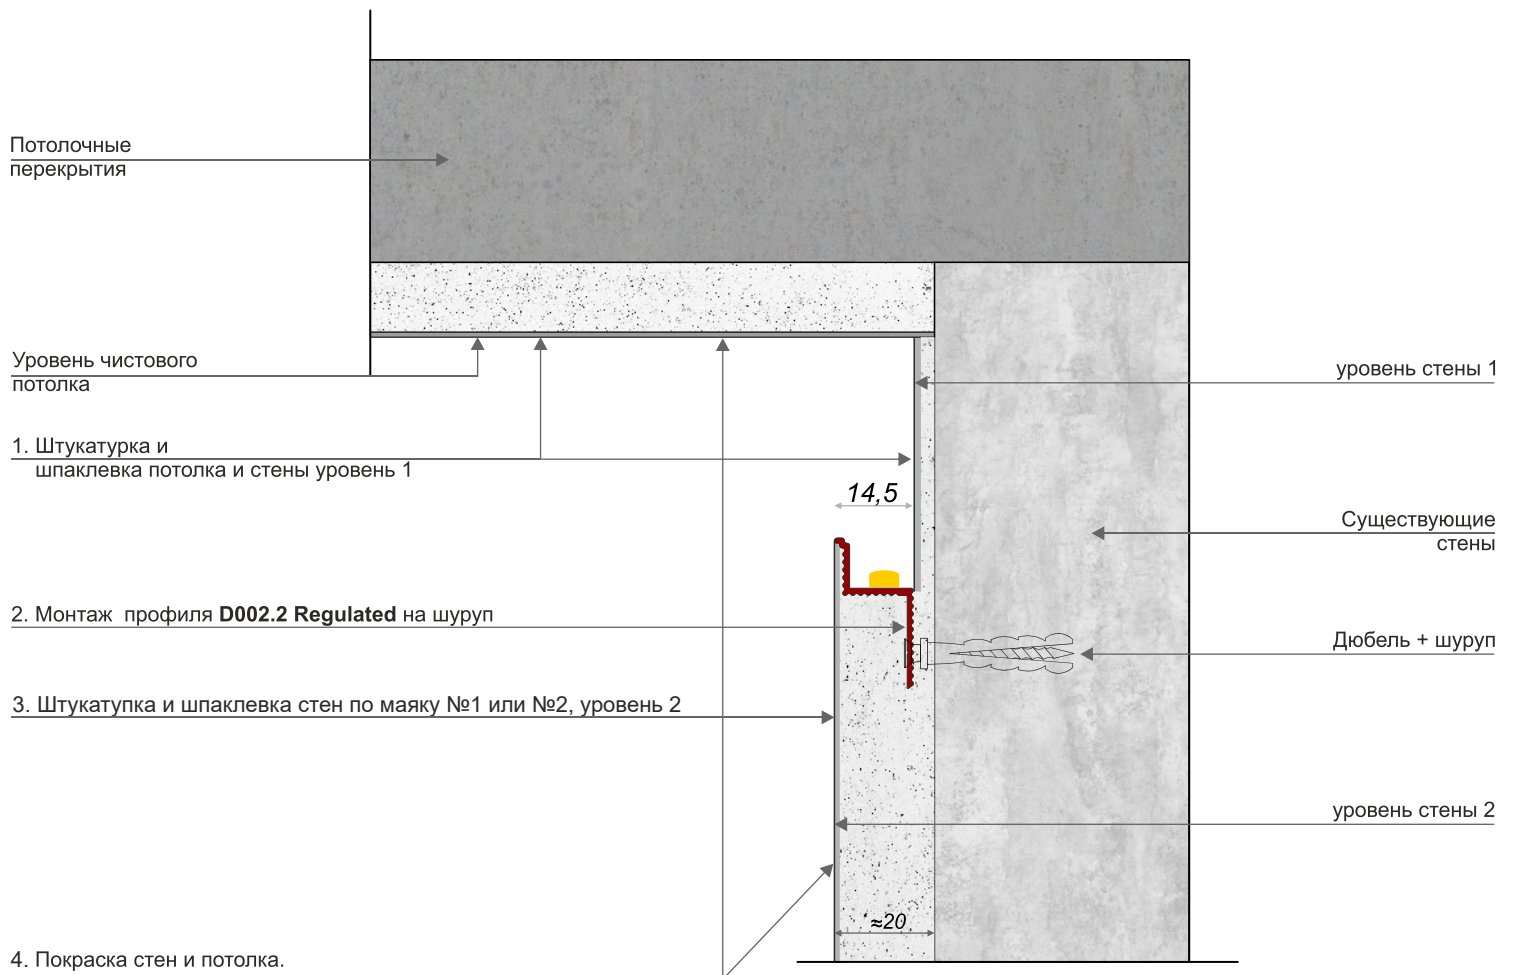 Потолочные
перекрытия
Уровень чистового
потолка
уровень стены 1
1. Штукатурка и
шпаклевка потолка и стены уровень 1
14,5
Существующие
стены
2. Монтаж профиля D002.2 Regulated на шуруп
Дюбель + шуруп
3. Штукатупка и шпаклевка стен по маяку №1 или №2, уровень 2
уровень стены 2
≈20
4. Покраска стен и потолка.